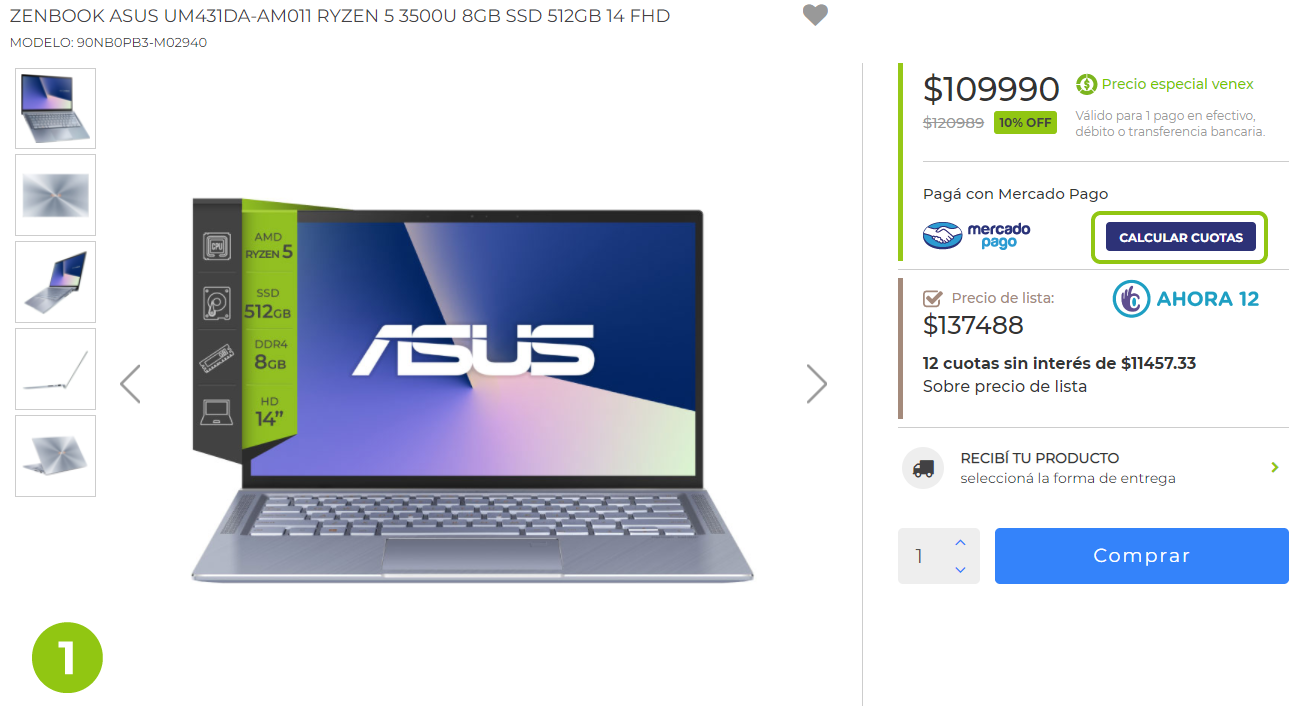 ZENBOOK ASUS UM431DA-AM011 RYZEN 5 3500U 8GB SSD 512GB 14 FHD
MODELO: 90NB0PB3-M02940
CPU
AMD
RYZEN 5
SSD
512GB
DDR4
8GB
HD
14”
ASUS
1
$109990
Precio especial venex
$120989
10% OFF
Válido para 1 pago en efectivo,
débito o transferencia bancaria.
Pagá con Mercado Pago
mercado
pago
CALCULAR CUOTAS
Precio de lista:
$137488
AHORA 12
12 cuotas sin interés de $11457.33
Sobre precio de lista
RECIBÍ TU PRODUCTO
seleccioná la forma de entrega
1
Comprar